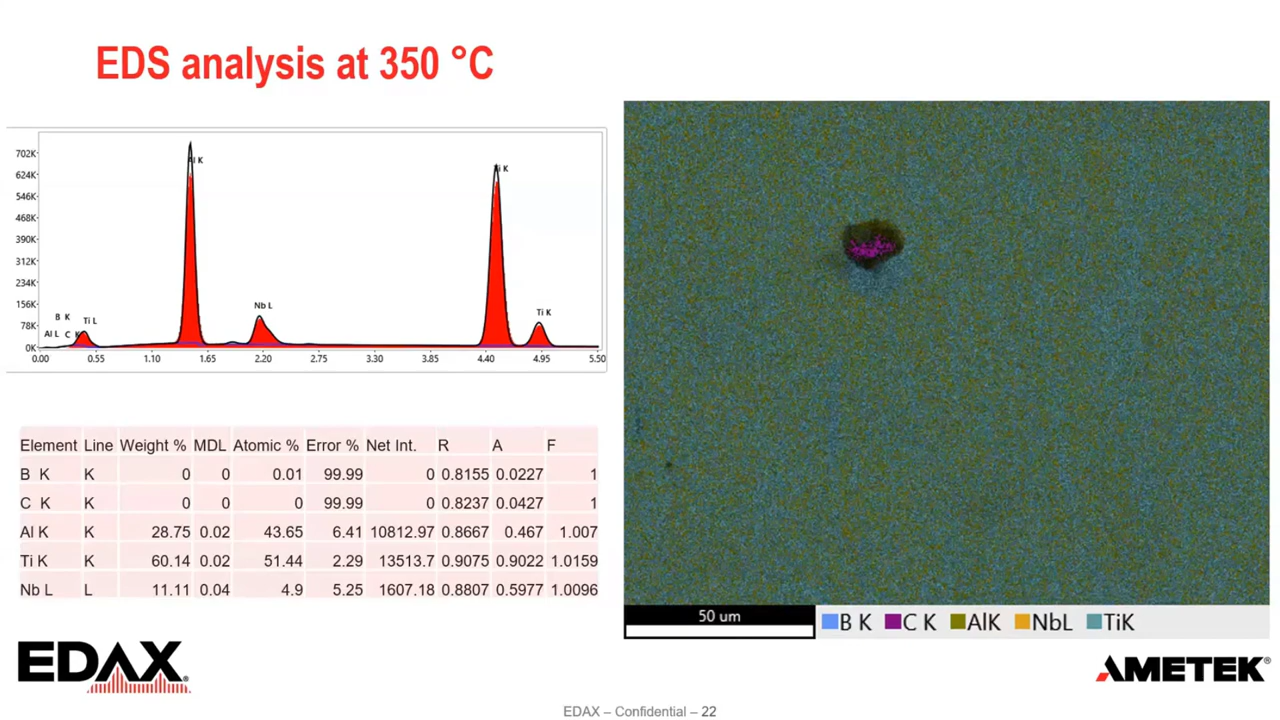 EDS analysis at 350 °C
702K
624K
546K
468K
390K
312K
234K
156K
78K
0K
Al K
Ti K
Nb L
Ti K
B K
Ti L
Al L C K
0.00 0.55 1.10 1.65 2.20 2.75 3.30 3.85 4.40 4.95 5.50
Element Line Weight % MDL Atomic % Error % Net Int. R A F
B K K 0 0 0.01 99.99 0 0.8155 0.0227 1
C K K 0 0 0 99.99 0 0.8237 0.0427 1
Al K K 28.75 0.02 43.65 6.41 10812.97 0.8667 0.467 1.007
Ti K K 60.14 0.02 51.44 2.29 13513.7 0.9075 0.9022 1.0159
Nb L L 11.11 0.04 4.9 5.25 1607.18 0.8807 0.5977 1.0096
50 um
B K C K AlK NbL TiK
EDAX®
AMETEK®
EDAX – Confidential – 22